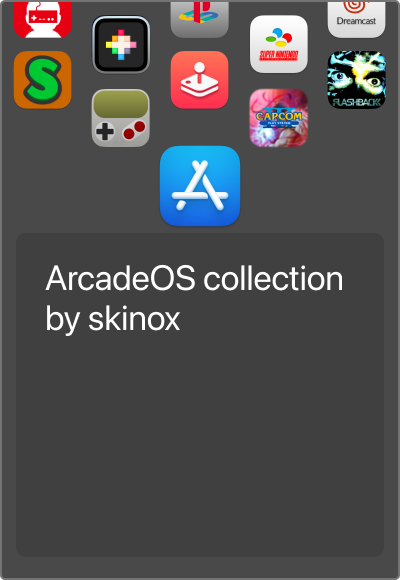 Dreamcast
SUPER NINTENDO
S
FLASHBACK
CAPCOM
ArcadeOS collection
by skinox